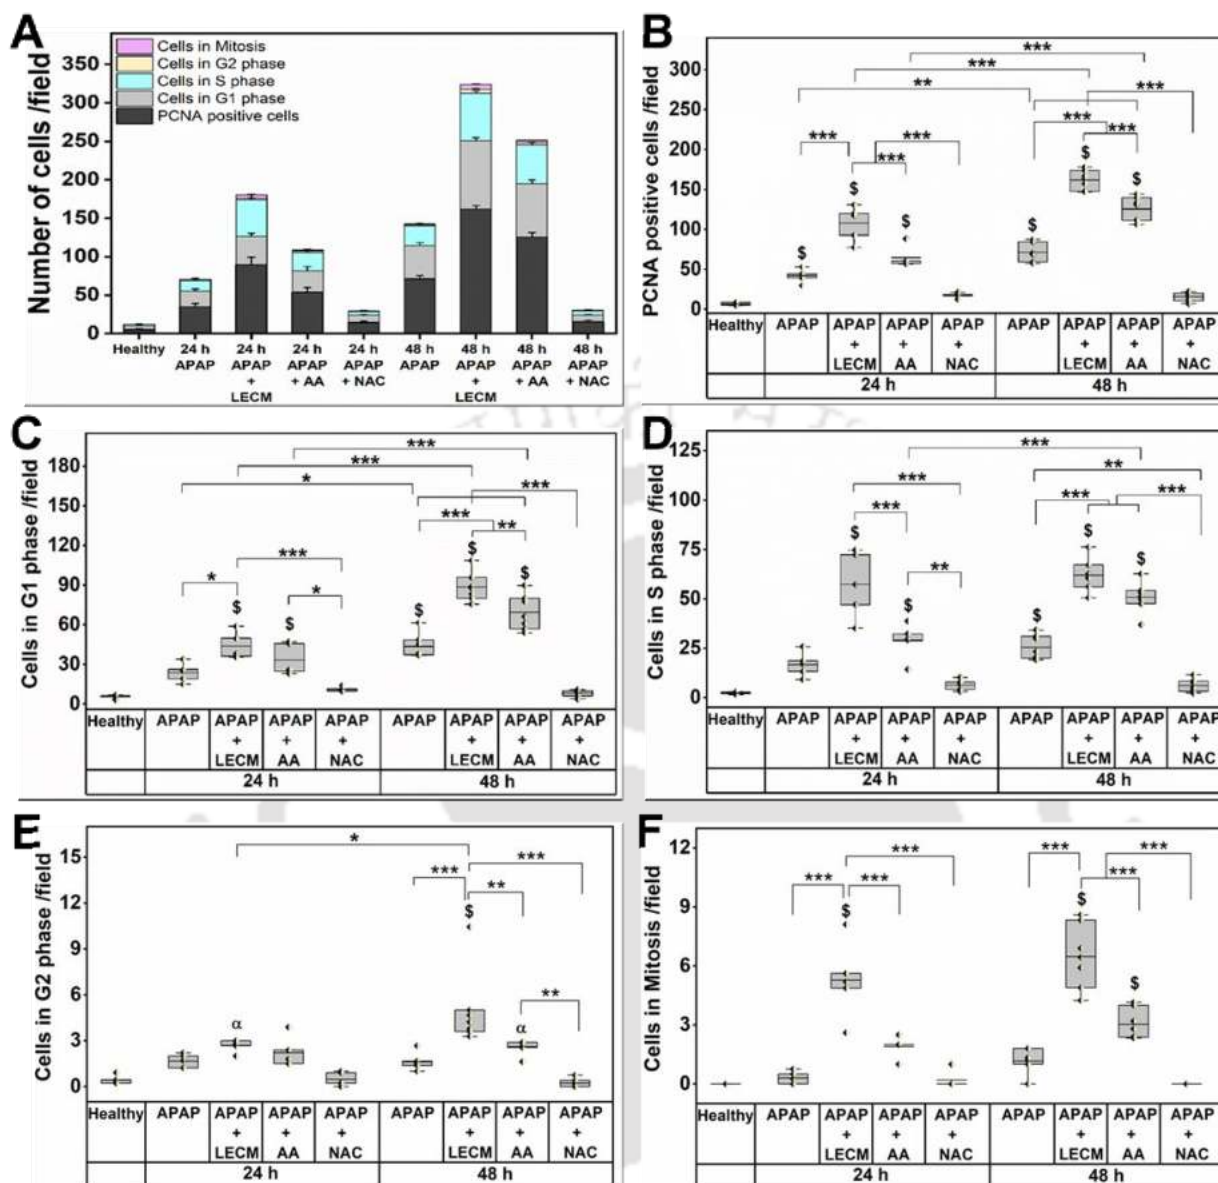 A
Number of cells /field
350
300
250
200
150
100
50
0
Cells in Mitosis
Cells in G2 phase
Cells in S phase
Cells in G1 phase
PCNA positive cells
Healthy 24 h 24 h 24 h 24 h 48 h 48 h 48 h 48 h
APAP APAP APAP APAP APAP APAP APAP APAP
+ + AA + NAC + + AA + NAC
LECM LECM
B
PCNA positive cells /field
300
250
200
150
100
50
0
***
***
**
***
***
***
***
***
***
$ $ $ $ $ $
Healthy APAP APAP APAP APAP APAP APAP APAP APAP
+ + + + + +
LECM AA NAC LECM AA NAC
24 h 48 h
C
Cells in G1 phase /field
180
150
120
90
60
30
0
***
***
*
***
***
**
***
*
*
$ $ $ $ $
Healthy APAP APAP APAP APAP APAP APAP APAP APAP
+ + + + + +
LECM AA NAC LECM AA NAC
24 h 48 h
D
Cells in S phase /field
125
100
75
50
25
0
***
**
***
***
***
***
**
$ $ $ $ $
Healthy APAP APAP APAP APAP APAP APAP APAP APAP
+ + + + + +
LECM AA NAC LECM AA NAC
24 h 48 h
E
Cells in G2 phase /field
15
12
9
6
3
0
*
***
***
**
**
$
α α
Healthy APAP APAP APAP APAP APAP APAP APAP APAP
+ + + + + +
LECM AA NAC LECM AA NAC
24 h 48 h
F
Cells in Mitosis /field
12
9
6
3
0
***
***
***
***
***
***
$ $ $
Healthy APAP APAP APAP APAP APAP APAP APAP APAP
+ + + + + +
LECM AA NAC LECM AA NAC
24 h 48 h